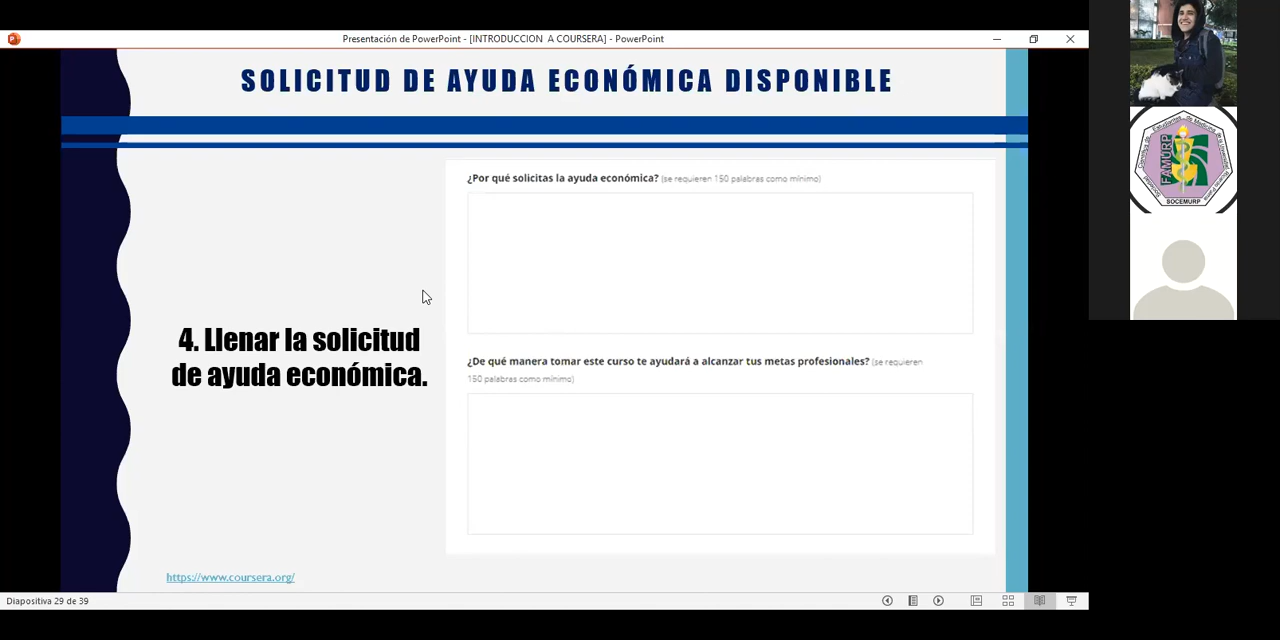 Presentación de PowerPoint - [INTRODUCCION A COURSERA] - PowerPoint
SOLICITUD DE AYUDA ECONÓMICA DISPONIBLE
¿Por qué solicitas la ayuda económica? (se requieren 150 palabras como mínimo)
4. Llenar la solicitud
de ayuda económica.
¿De qué manera tomar este curso te ayudará a alcanzar tus metas profesionales? (se requieren
150 palabras como mínimo)
https://www.coursera.org/
Diapositiva 29 de 39
FAMURP
SOCEMURP